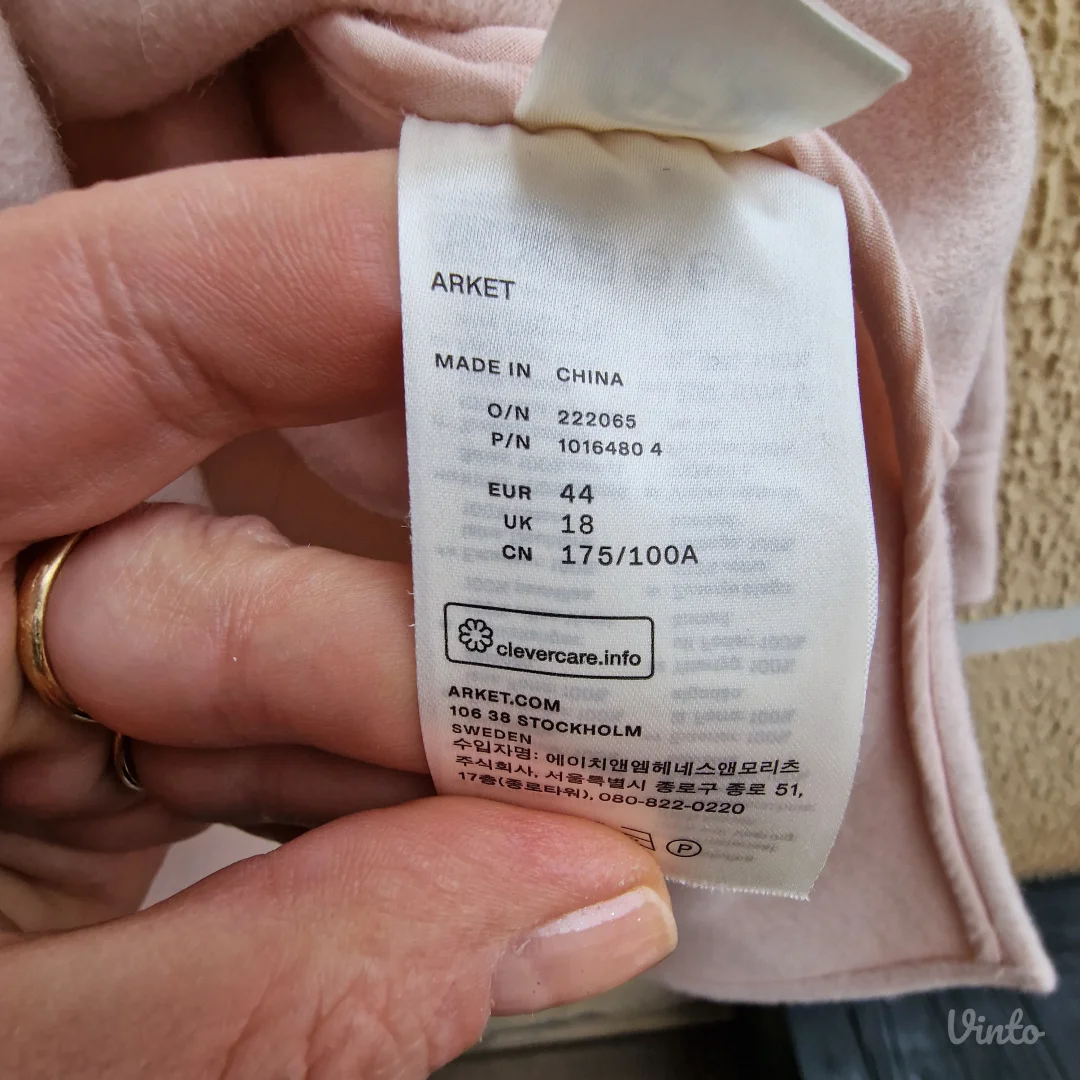 ARKET
MADE IN CHINA
O/N 222065
P/N 1016480 4
EUR 44
UK 18
CN 175/100A
clevercare.info
ARKET.COM
106 38 STOCKHOLM
SWEDEN
수입자명: 에이치앤엠헤네스앤모리츠
주식회사, 서울특별시 종로구 종로 51,
17층(종로타워), 080-822-0220
P
Vinto